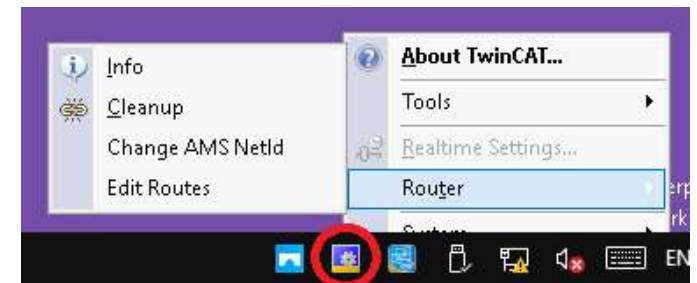 Info
Cleanup
Change AMS NetId
Edit Routes
About TwinCAT...
Tools
Realtime Settings...
Router
EN